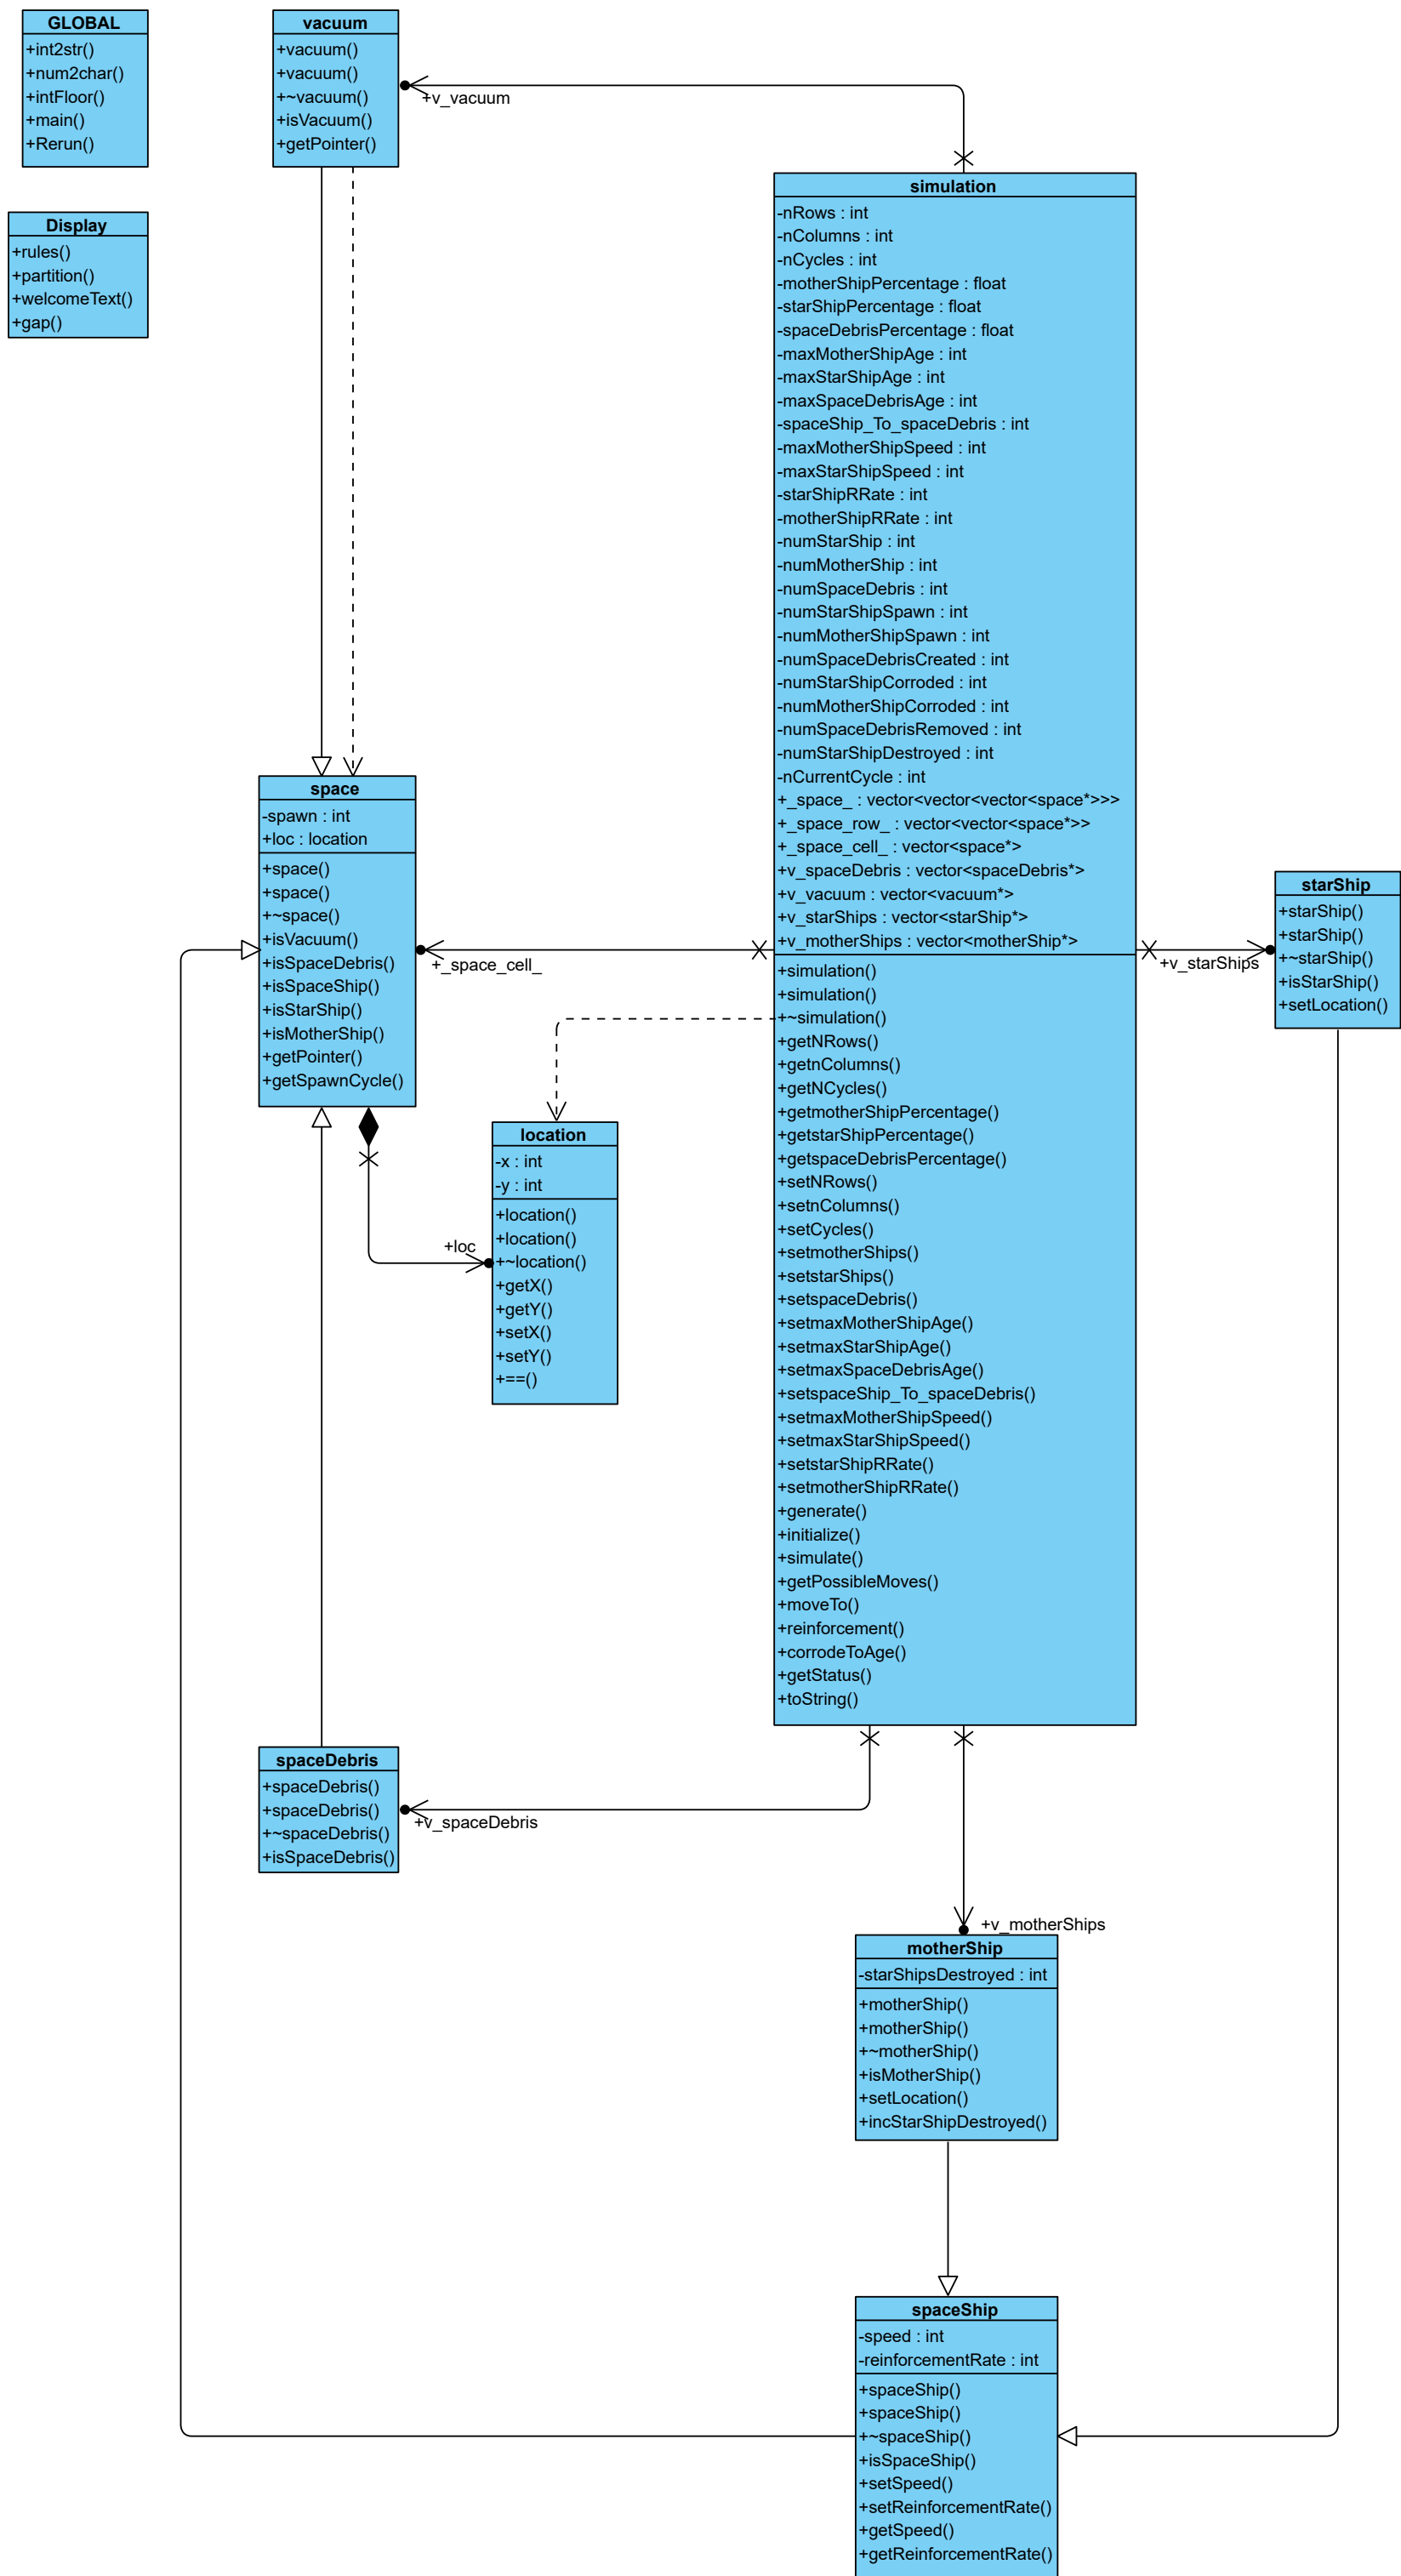 GLOBAL
+int2str()
+num2char()
+intFloor()
+main()
+Rerun()
Display
+rules()
+partition()
+welcomeText()
+gap()
vacuum
+vacuum()
+vacuum()
+~vacuum()
+isVacuum()
+getPointer()
+v_vacuum
simulation
-nRows : int
-nColumns : int
-nCycles : int
-motherShipPercentage : float
-starShipPercentage : float
-spaceDebrisPercentage : float
-maxMotherShipAge : int
-maxStarShipAge : int
-maxSpaceDebrisAge : int
-spaceShip_To_spaceDebris : int
-maxMotherShipSpeed : int
-maxStarShipSpeed : int
-starShipRRate : int
-motherShipRRate : int
-numStarShip : int
-numMotherShip : int
-numSpaceDebris : int
-numStarShipSpawn : int
-numMotherShipSpawn : int
-numSpaceDebrisCreated : int
-numStarShipCorroded : int
-numMotherShipCorroded : int
-numSpaceDebrisRemoved : int
-numStarShipDestroyed : int
-nCurrentCycle : int
+_space_ : vector<vector<vector<space*>>>
+_space_row_ : vector<vector<space*>>
+_space_cell_ : vector<space*>
+v_spaceDebris : vector<spaceDebris*>
+v_vacuum : vector<vacuum*>
+v_starShips : vector<starShip*>
+v_motherShips : vector<motherShip*>
+simulation()
+simulation()
+~simulation()
+getNRows()
+getnColumns()
+getNCycles()
+getmotherShipPercentage()
+getstarShipPercentage()
+getspaceDebrisPercentage()
+setNRows()
+setnColumns()
+setCycles()
+setmotherShips()
+setstarShips()
+setspaceDebris()
+setmaxMotherShipAge()
+setmaxStarShipAge()
+setmaxSpaceDebrisAge()
+setspaceShip_To_spaceDebris()
+setmaxMotherShipSpeed()
+setmaxStarShipSpeed()
+setstarShipRRate()
+setmotherShipRRate()
+generate()
+initialize()
+simulate()
+getPossibleMoves()
+moveTo()
+reinforcement()
+corrodeToAge()
+getStatus()
+toString()
space
-spawn : int
+loc : location
+space()
+space()
+~space()
+isVacuum()
+isSpaceDebris()
+isSpaceShip()
+isStarShip()
+isMotherShip()
+getPointer()
+getSpawnCycle()
+_space_cell_
+v_starShips
starShip
+starShip()
+starShip()
+~starShip()
+isStarShip()
+setLocation()
location
-x : int
-y : int
+location()
+location()
+~location()
+getX()
+getY()
+setX()
+setY()
+==()
+loc
spaceDebris
+spaceDebris()
+spaceDebris()
+~spaceDebris()
+isSpaceDebris()
+v_spaceDebris
+v_motherShips
motherShip
-starShipsDestroyed : int
+motherShip()
+motherShip()
+~motherShip()
+isMotherShip()
+setLocation()
+incStarShipDestroyed()
spaceShip
-speed : int
-reinforcementRate : int
+spaceShip()
+spaceShip()
+~spaceShip()
+isSpaceShip()
+setSpeed()
+setReinforcementRate()
+getSpeed()
+getReinforcementRate()